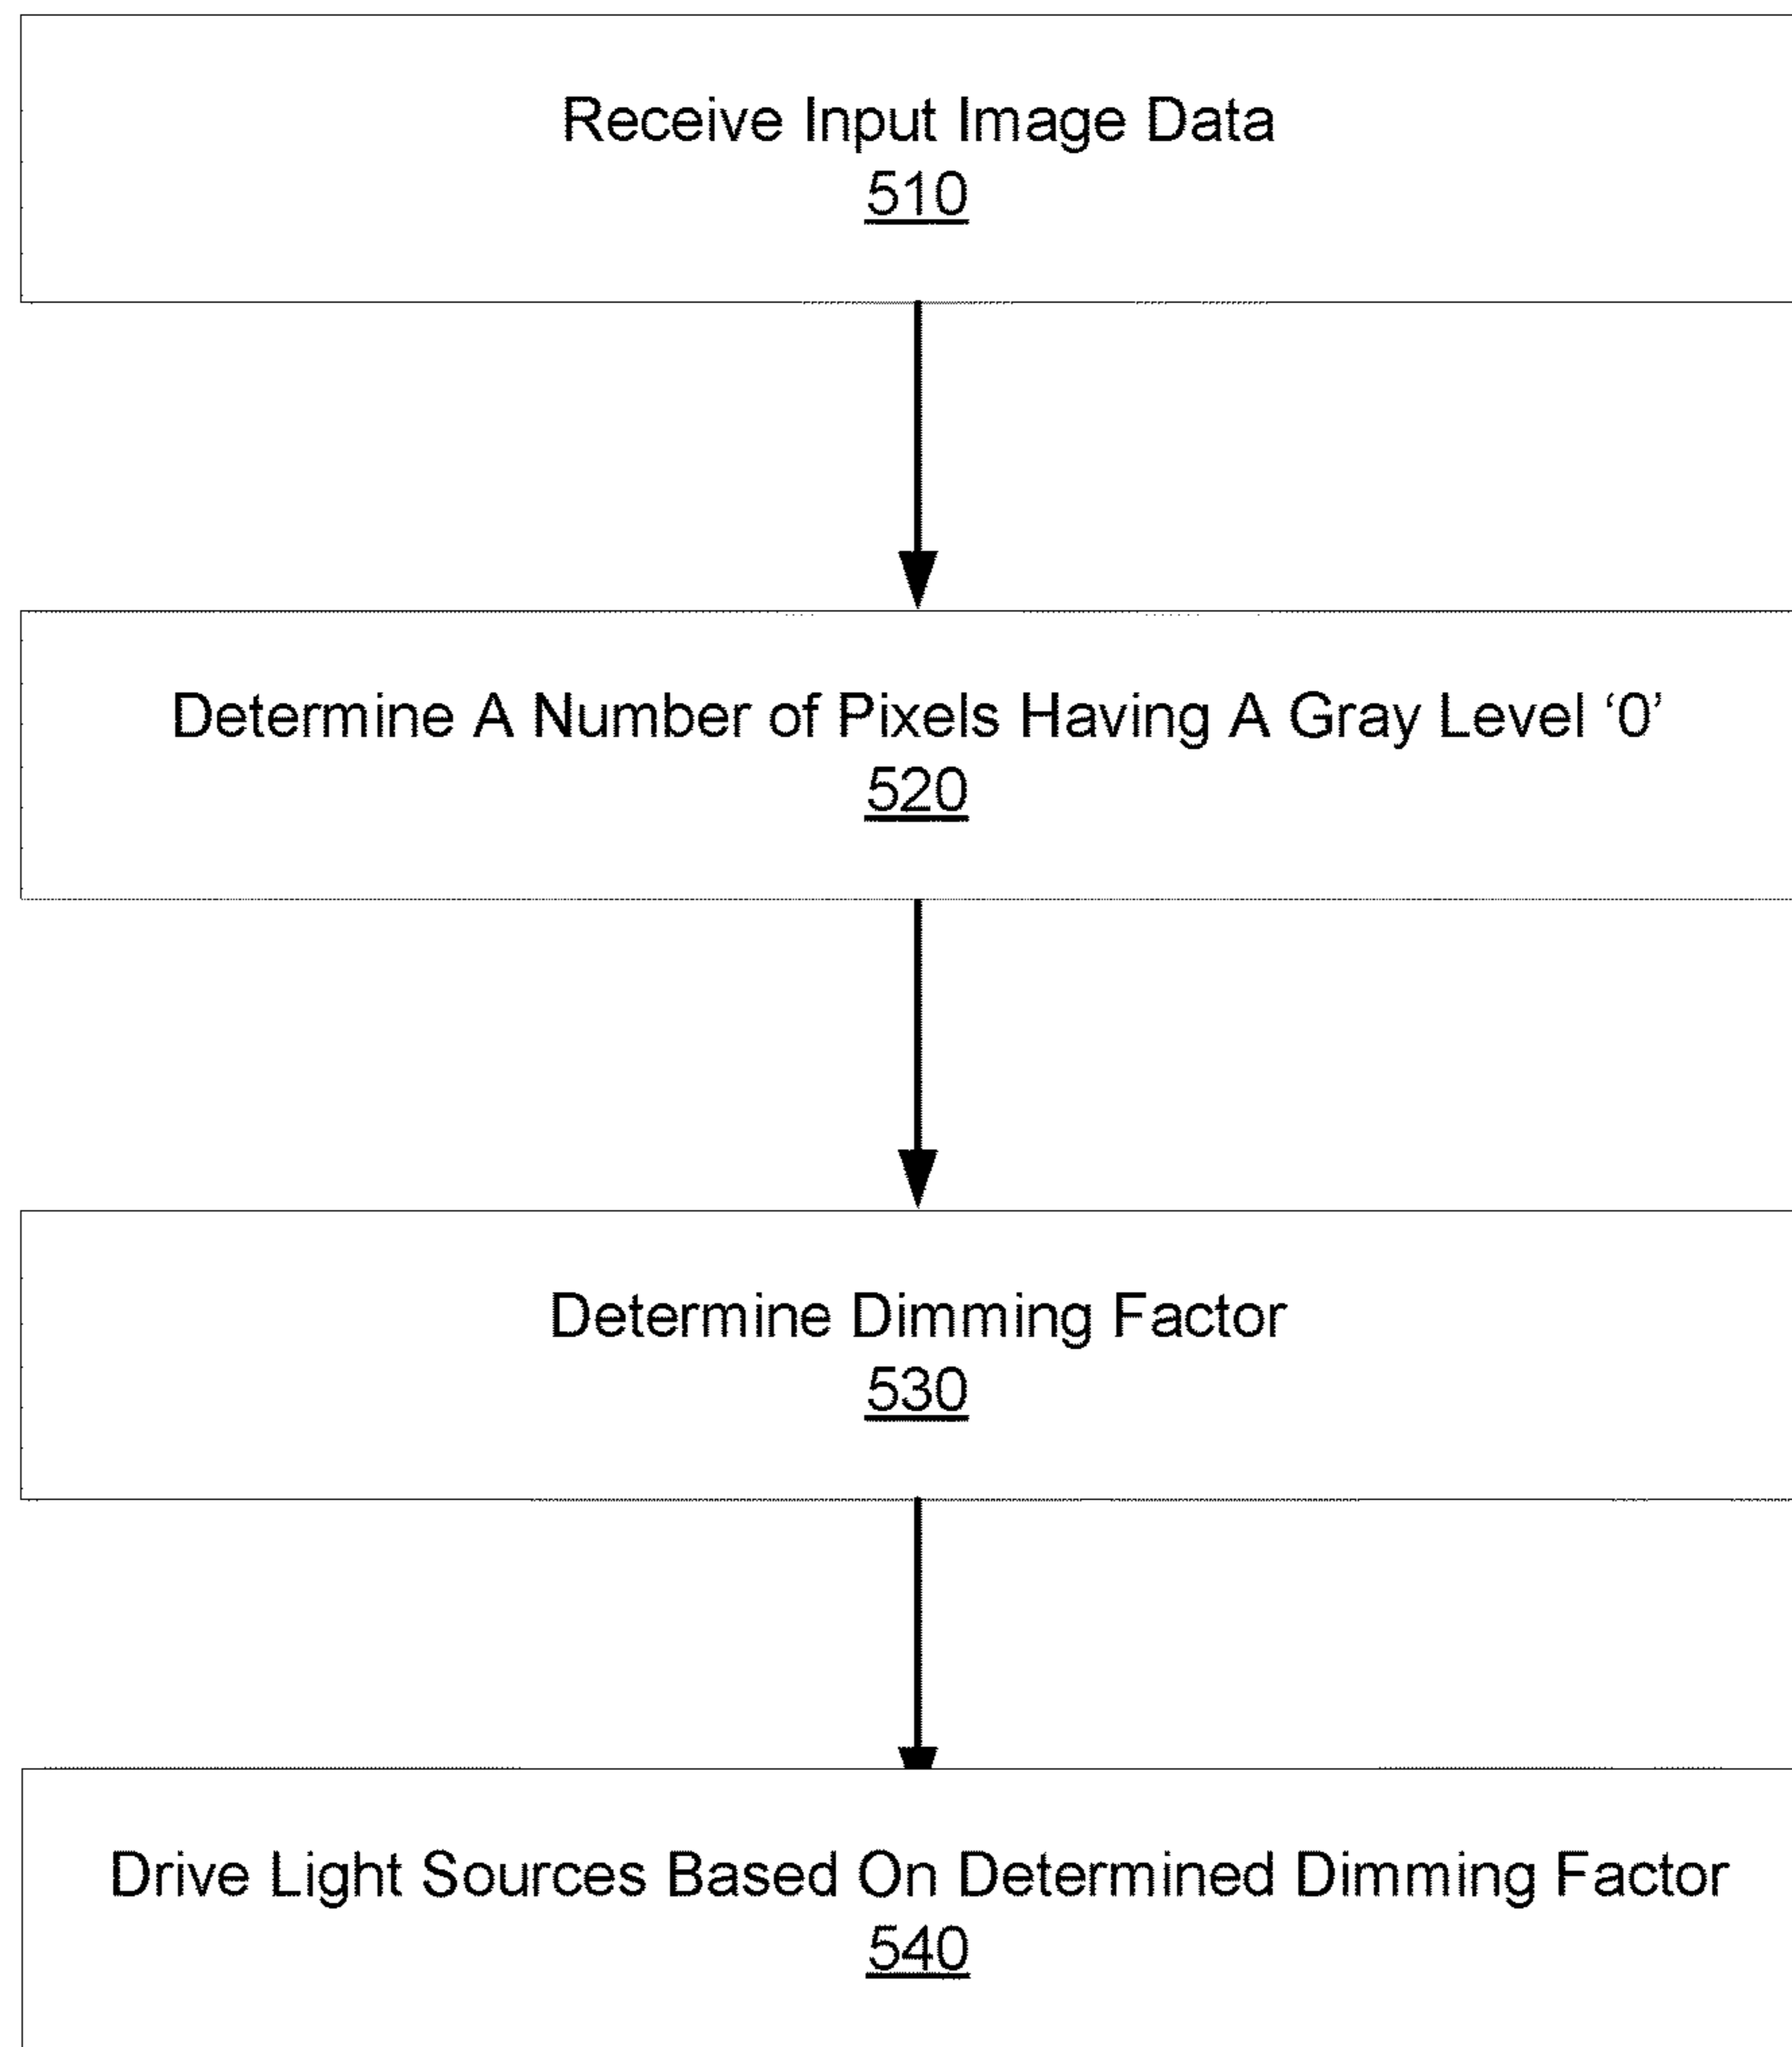 Receive Input Image Data
510
Determine A Number of Pixels Having A Gray Level ‘0’
520
Determine Dimming Factor
530
Drive Light Sources Based On Determined Dimming Factor
540